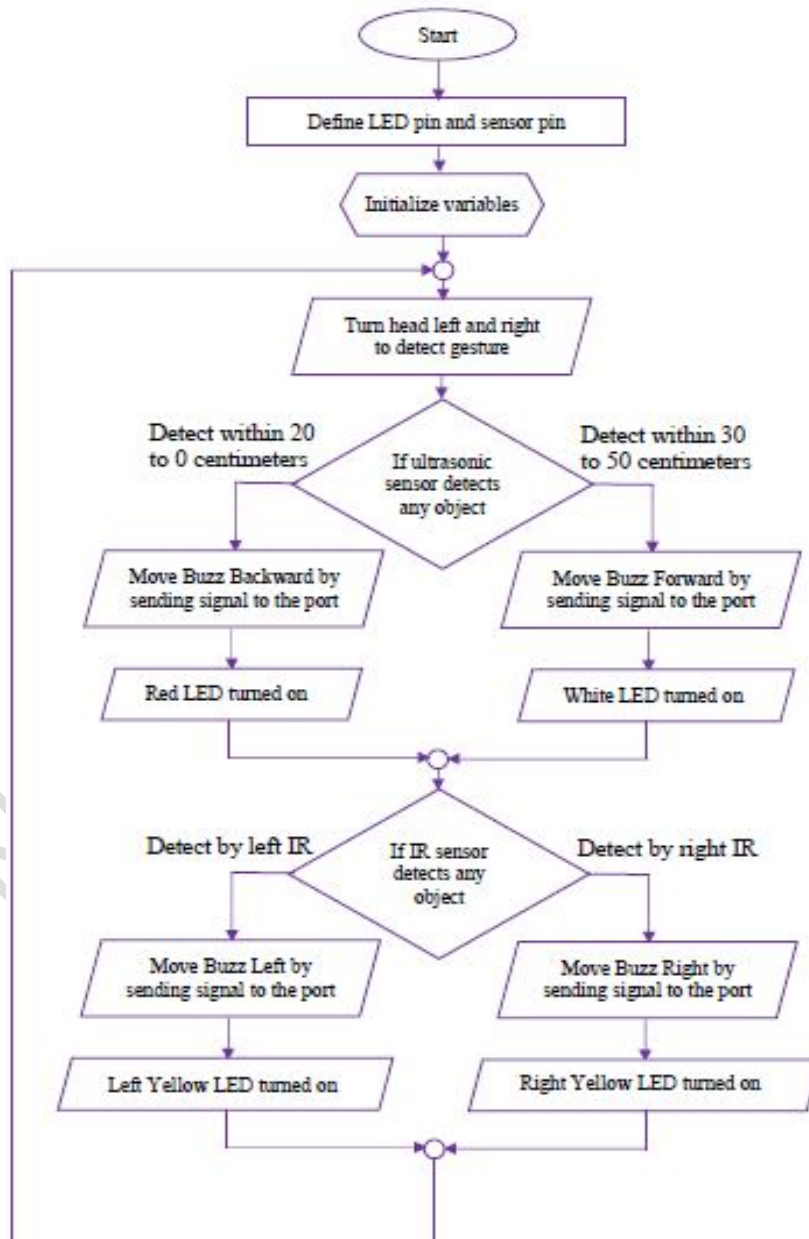 Start
Define LED pin and sensor pin
Initialize variables
Turn head left and right
to detect gesture
Detect within 20
to 0 centimeters
If ultrasonic
sensor detects
any object
Detect within 30
to 50 centimeters
Move Buzz Backward by
sending signal to the port
Move Buzz Forward by
sending signal to the port
Red LED turned on
White LED turned on
Detect by left IR
If IR sensor
detects any
object
Detect by right IR
Move Buzz Left by
sending signal to the port
Move Buzz Right by
sending signal to the port
Left Yellow LED turned on
Right Yellow LED turned on